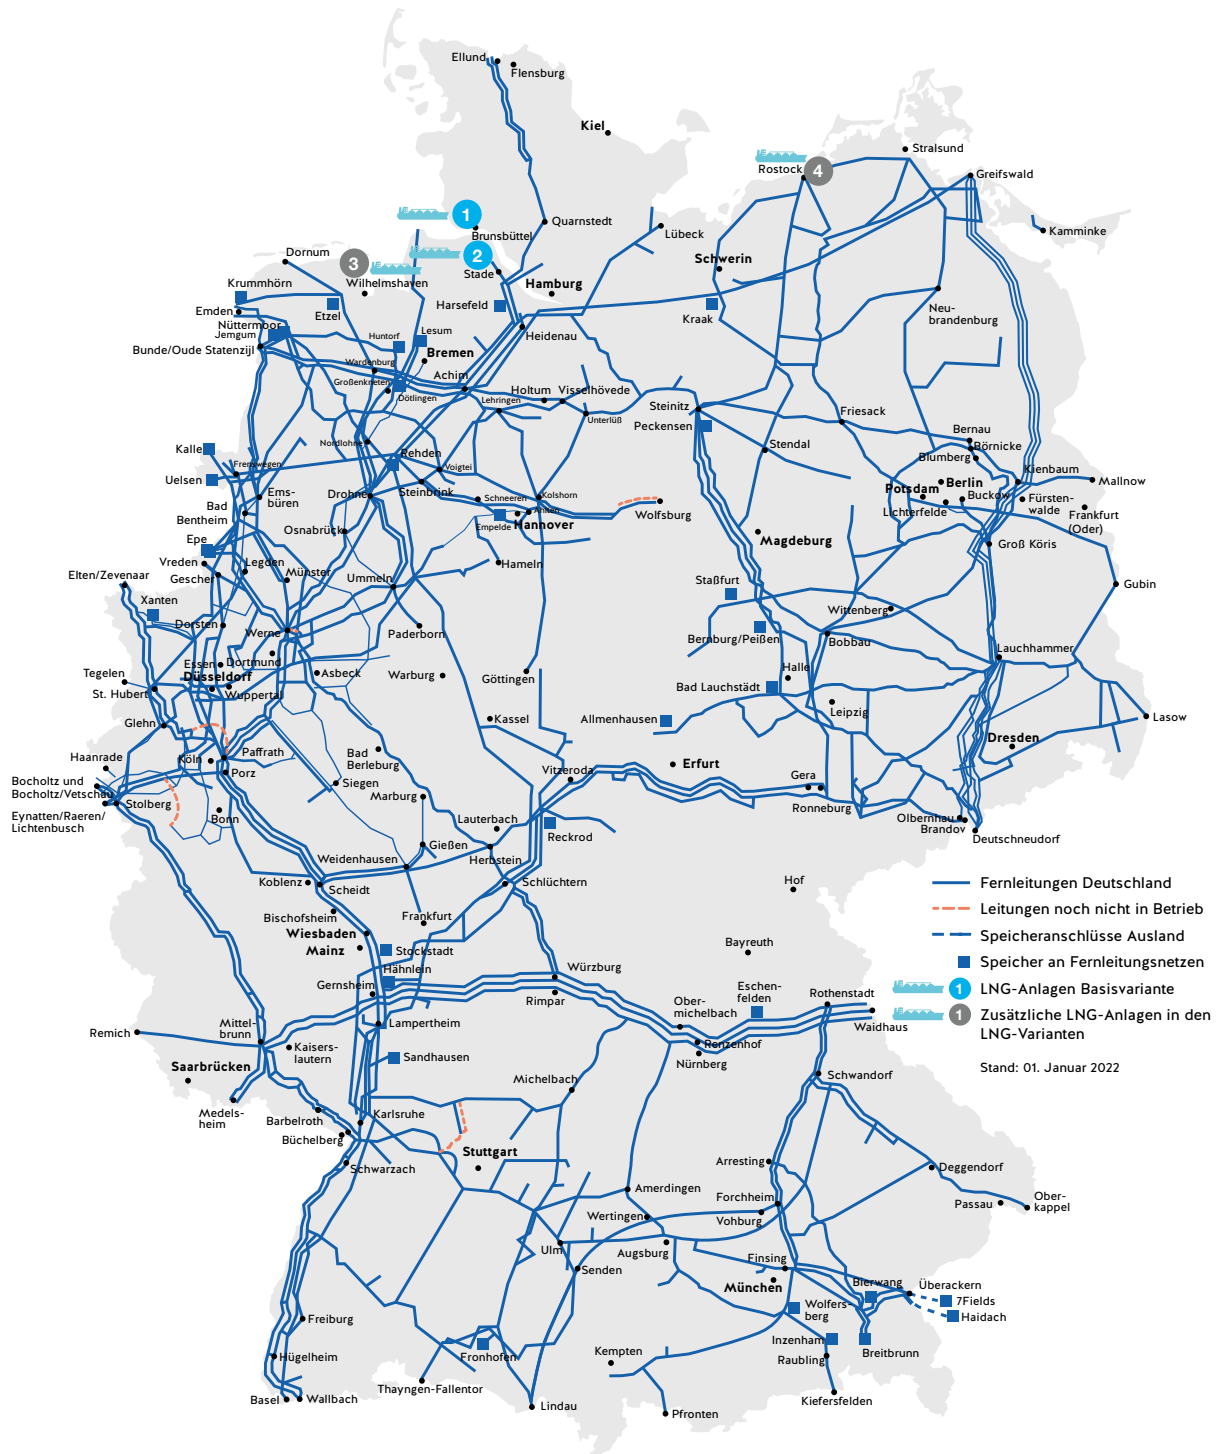 Ellund
Flensburg
Kiel
Stralsund
Rostock
4
Greifswald
1
Quarnstedt
Brunsbüttel
Lübeck
Kamminke
Dornum
3
2
Stade
Schwerin
Wilhelmshaven
Krummhörn
Hamburg
Harsefeld
Etzel
Emden
Kraak
Neu-
brandenburg
Nüttermoor
Jemgum
Huntorf
Lesum
Heidenau
Bunde/Oude Statenzijl
Bremen
Wardenburg
Achim
Großenkneten
Dötlingen
Holtum
Visselhövede
Lehringen
Unterlüß
Steinitz
Peckensen
Friesack
Bernau
Börnicke
Blumberg
Stendal
Nordlohne
Kalle
Rehden
Frenswegen
Voigtei
Kienbaum
Mallnow
Uelsen
Berlin
Potsdam
Buckow
Drohne
Steinbrink
Schneeren
Kolshorn
Ems-
büren
Lichterfelde
Fürsten-
walde
Frankfurt
(Oder)
Wolfsburg
Ahlten
Bad
Bentheim
Empelde
Hannover
Osnabrück
Magdeburg
Groß Köris
Epe
Vreden
Legden
Hameln
Gescher
Münster
Ummeln
Elten/Zevenaar
Gubin
Xanten
Staßfurt
Wittenberg
Dorsten
Werne
Paderborn
Bernburg/Peißen
Bobbau
Lauchhammer
Essen
Dortmund
Tegelen
Düsseldorf
Asbeck
Warburg
Göttingen
Halle
St. Hubert
Wuppertal
Bad Lauchstädt
Leipzig
Glehn
Kassel
Allmenhausen
Lasow
Dresden
Haanrade
Köln
Paffrath
Bad
Berleburg
Porz
Vitzeroda
Erfurt
Gera
Bocholtz und
Bocholtz/Vetschau
Siegen
Stolberg
Marburg
Ronneburg
Eynatten/Raeren/
Lichtenbusch
Bonn
Lauterbach
Reckrod
Olbernhau
Brandov
Deutschneudorf
Gießen
Weidenhausen
Herbstein
Koblenz
Scheidt
Schlüchtern
Hof
Fernleitungen Deutschland
Bischofsheim
Frankfurt
Leitungen noch nicht in Betrieb
Wiesbaden
Mainz
Stockstadt
Bayreuth
Speicheranschlüsse Ausland
Hähnlein
Würzburg
Speicher an Fernleitungsnetzen
Gernsheim
Rimpar
Eschen-
felden
Rothenstadt
1
LNG-Anlagen Basisvariante
Ober-
michelbach
Waidhaus
1
Zusätzliche LNG-Anlagen in den
LNG-Varianten
Remich
Mittel-
brunn
Lampertheim
Kaisers-
lautern
Sandhausen
Renzenhof
Nürnberg
Stand: 01. Januar 2022
Saarbrücken
Michelbach
Schwandorf
Medels-
heim
Barbelroth
Karlsruhe
Büchelberg
Stuttgart
Schwarzach
Arresting
Deggendorf
Amerdingen
Forchheim
Passau
Ober-
kappel
Wertingen
Vohburg
Ulm
Augsburg
Finsing
Senden
München
Bierwang
Überackern
7Fields
Wolfers-
berg
Haidach
Freiburg
Inzenham
Breitbrunn
Fronhofen
Kempten
Raubling
Hügelheim
Thayngen-Fallentor
Kiefersfelden
Basel
Wallbach
Lindau
Pfronten